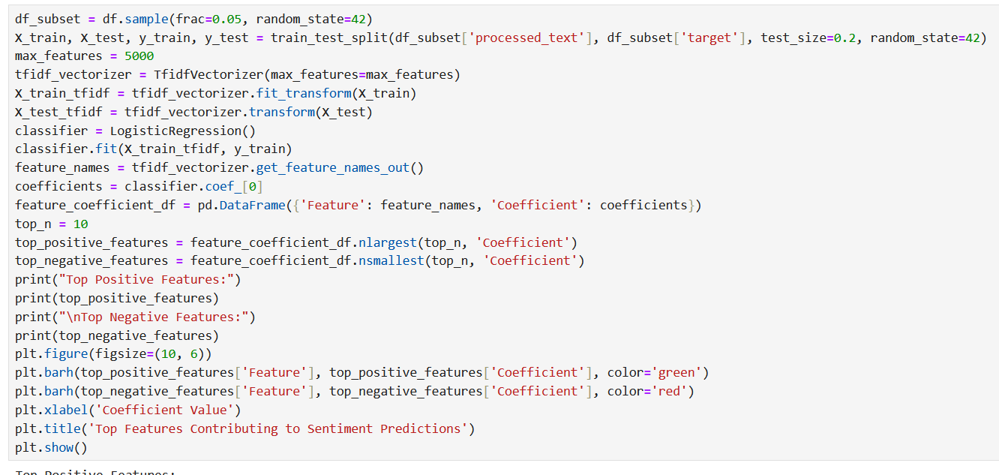 df_subset = df.sample(frac=0.05, random_state=42)
X_train, X_test, y_train, y_test = train_test_split(df_subset['processed_text'], df_subset['target'], test_size=0.2, random_state=42)
max_features = 5000
tfidf_vectorizer = TfidfVectorizer(max_features=max_features)
X_train_tfidf = tfidf_vectorizer.fit_transform(X_train)
X_test_tfidf = tfidf_vectorizer.transform(X_test)
classifier = LogisticRegression()
classifier.fit(X_train_tfidf, y_train)
feature_names = tfidf_vectorizer.get_feature_names_out()
coefficients = classifier.coef_[0]
feature_coefficient_df = pd.DataFrame({'Feature': feature_names, 'Coefficient': coefficients})
top_n = 10
top_positive_features = feature_coefficient_df.nlargest(top_n, 'Coefficient')
top_negative_features = feature_coefficient_df.nsmallest(top_n, 'Coefficient')
print("Top Positive Features:")
print(top_positive_features)
print("\nTop Negative Features:")
print(top_negative_features)
plt.figure(figsize=(10, 6))
plt.barh(top_positive_features['Feature'], top_positive_features['Coefficient'], color='green')
plt.barh(top_negative_features['Feature'], top_negative_features['Coefficient'], color='red')
plt.xlabel('Coefficient Value')
plt.title('Top Features Contributing to Sentiment Predictions')
plt.show()
Top Positive Features: